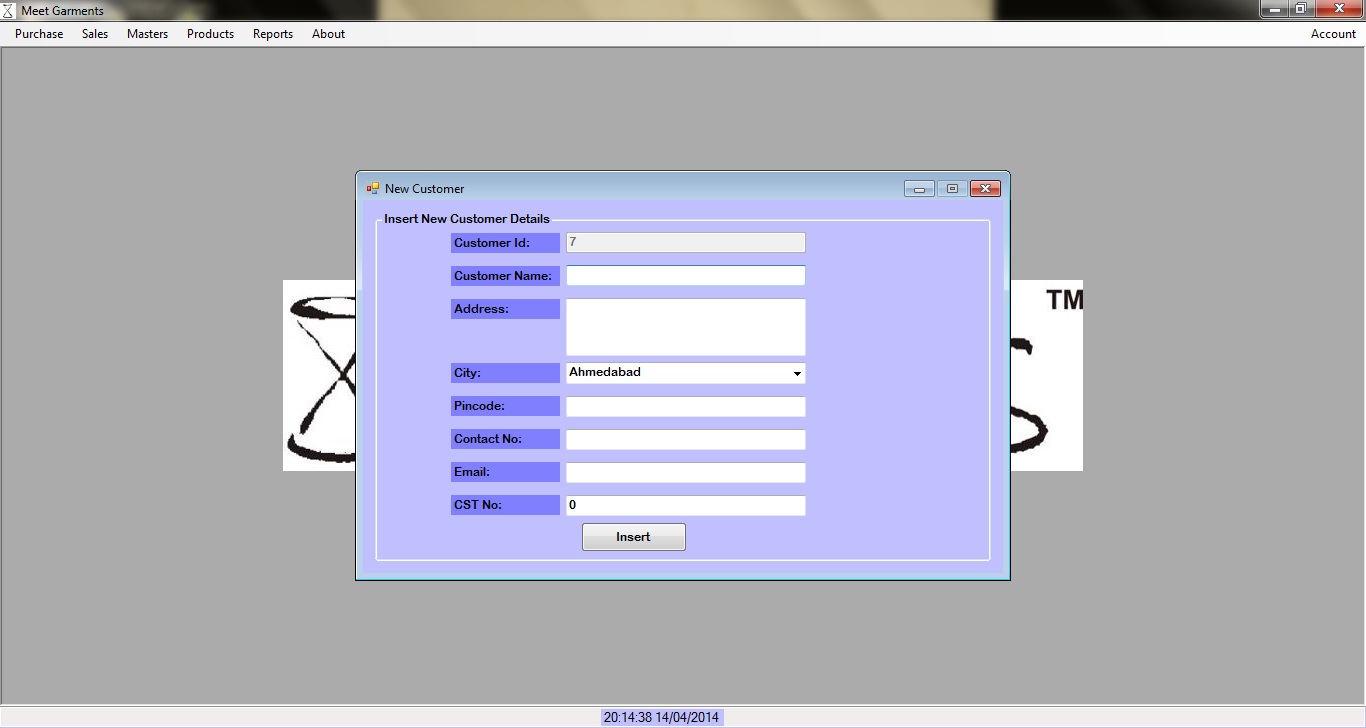 Meet Garments
Purchase Sales Masters Products Reports About Account
New Customer
Insert New Customer Details
Customer Id: 7
Customer Name:
Address:
City: Ahmedabad
Pincode:
Contact No:
Email:
CST No: 0
Insert
TM
20:14:38 14/04/2014